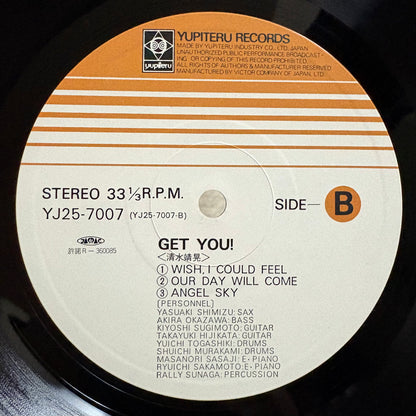 YUPITERU RECORDS
MADE BY YUPITERU INDUSTRY CO., LTD. JAPAN
UNAUTHORIZED PUBLIC PERFORMANCE BROADCAST-
ING OR COPYING OF THIS RECORD PROHIBITED
ALL RIGHTS OF AUTHORS & MANUFACTURER RESERVED
MANUFACTURED BY VICTOR COMPANY OF JAPAN, LTD.
yupiteru
STEREO 33 1/3 R.P.M.
YJ25-7007 (YJ25-7007-B)
SIDE— B
許諾R—360085
GET YOU!
<清水靖晃>
① WISH, I COULD FEEL
② OUR DAY WILL COME
③ ANGEL SKY
[PERSONNEL]
YASUAKI SHIMIZU: SAX
AKIRA OKAZAWA: BASS
KIYOSHI SUGIMOTO: GUITAR
TAKAYUKI HIJIKATA: GUITAR
YUICHI TOGASHIKI: DRUMS
SHUICHI MURAKAMI: DRUMS
MASANORI SASAJI: E-PIANO
RYUICHI SAKAMOTO: E-PIANO
RALLY SUNAGA: PERCUSSION